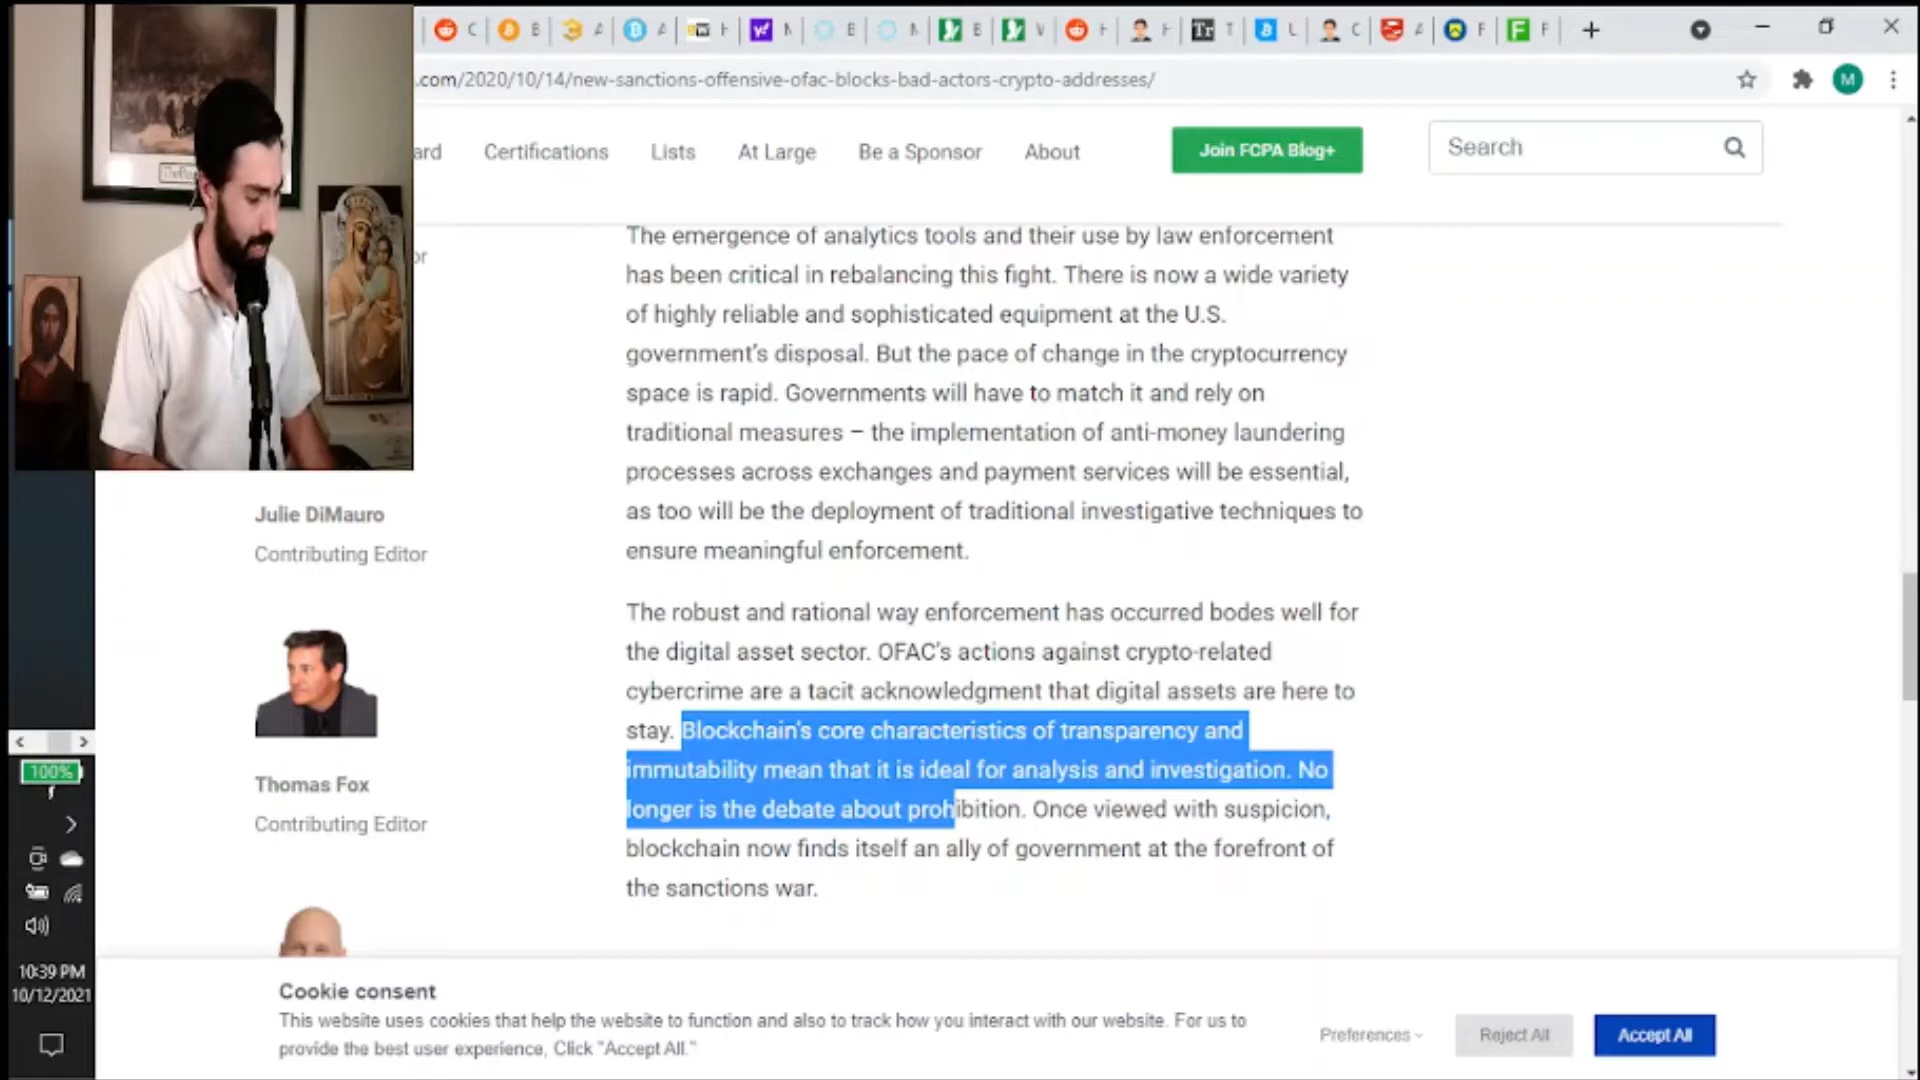 .com/2020/10/14/new-sanctions-offensive-ofac-blocks-bad-actors-crypto-addresses/
M
ard
Certifications
Lists
At Large
Be a Sponsor
About
Join FCPA Blog+
Search
or
The emergence of analytics tools and their use by law enforcement
has been critical in rebalancing this fight. There is now a wide variety
of highly reliable and sophisticated equipment at the U.S.
government's disposal. But the pace of change in the cryptocurrency
space is rapid. Governments will have to match it and rely on
traditional measures – the implementation of anti-money laundering
processes across exchanges and payment services will be essential,
as too will be the deployment of traditional investigative techniques to
ensure meaningful enforcement.
The robust and rational way enforcement has occurred bodes well for
the digital asset sector. OFAC's actions against crypto-related
cybercrime are a tacit acknowledgment that digital assets are here to
stay. Blockchain's core characteristics of transparency and
immutability mean that it is ideal for analysis and investigation. No
longer is the debate about prohibition. Once viewed with suspicion,
blockchain now finds itself an ally of government at the forefront of
the sanctions war.
Julie DiMauro
Contributing Editor
Thomas Fox
Contributing Editor
100%
10:39 PM
10/12/2021
Cookie consent
This website uses cookies that help the website to function and also to track how you interact with our website. For us to
provide the best user experience, Click "Accept All."
Preferences
Reject All
Accept All